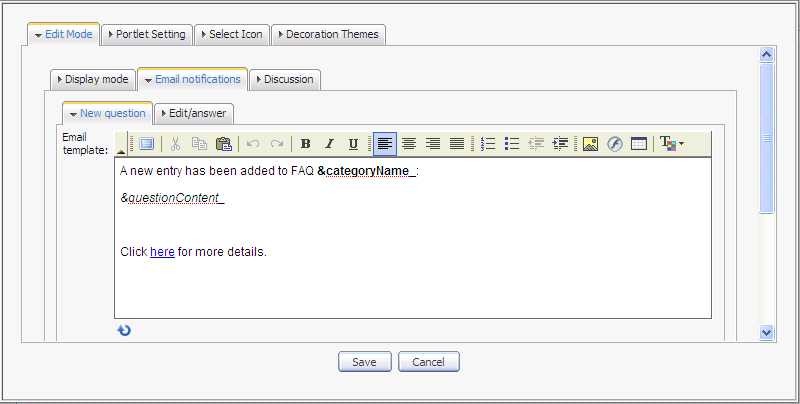 Edit Mode Portlet Setting Select Icon Decoration Themes
Display mode Email notifications Discussion
New question Edit/answer
Email
template:
B I U
T
A new entry has been added to FAQ &categoryName_:
&questionContent_
Click here for more details.
Save Cancel